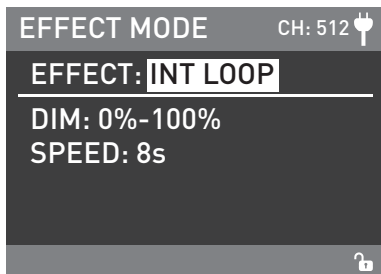 EFFECT MODE CH: 512
EFFECT: INT LOOP
DIM: 0%-100%
SPEED: 8s